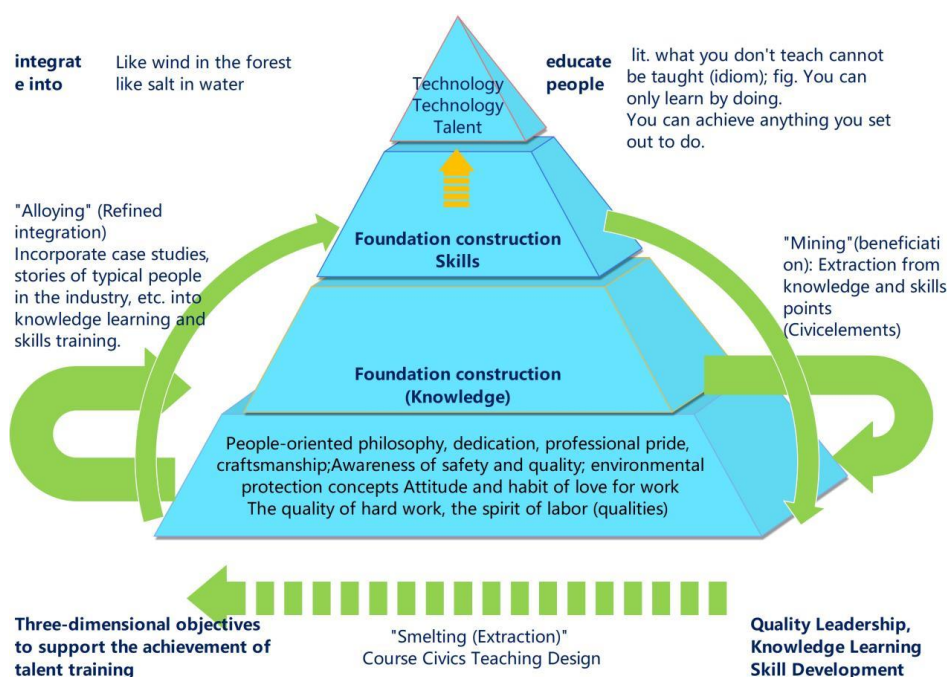 integrat
e into
Like wind in the forest
like salt in water
Technology
Technology
Talent
educate
people
lit. what you don't teach cannot
be taught (idiom); fig. You can
only learn by doing.
You can achieve anything you set
out to do.
"Alloying" (Refined
integration)
Incorporate case studies,
stories of typical people
in the industry, etc. into
knowledge learning and
skills training.
Foundation construction
Skills
"Mining"(beneficiati
on): Extraction from
knowledge and skills
points
(Civicelements)
Foundation construction
(Knowledge)
People-oriented philosophy, dedication, professional pride,
craftsmanship;Awareness of safety and quality; environmental
protection concepts Attitude and habit of love for work
The quality of hard work, the spirit of labor (qualities)
Three-dimensional objectives
to support the achievement of
talent training
"Smelting (Extraction)"
Course Civics Teaching Design
Quality Leadership,
Knowledge Learning
Skill Development